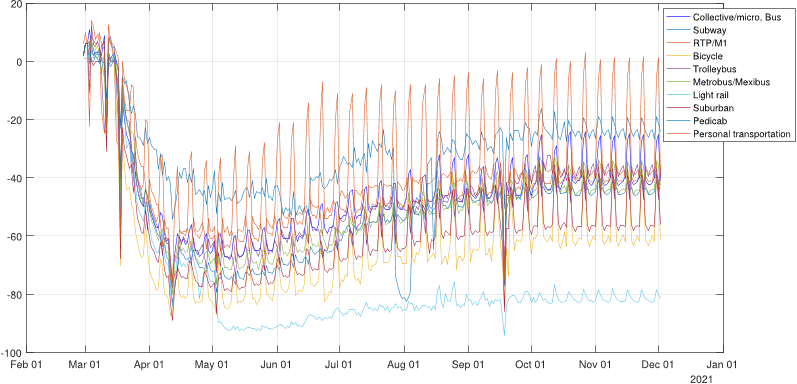 20
0
-20
-40
-60
-80
-100
Feb 01
Mar 01
Apr 01
May 01
Jun 01
Jul 01
Aug 01
Sep 01
Oct 01
Nov 01
Dec 01
Jan 01
2021
Collective/micro, Bus
Subway
RTP/M1
Bicycle
Trolleybus
Metrobus/Mexibus
Light rail
Suburban
Pedicab
Personal transportation